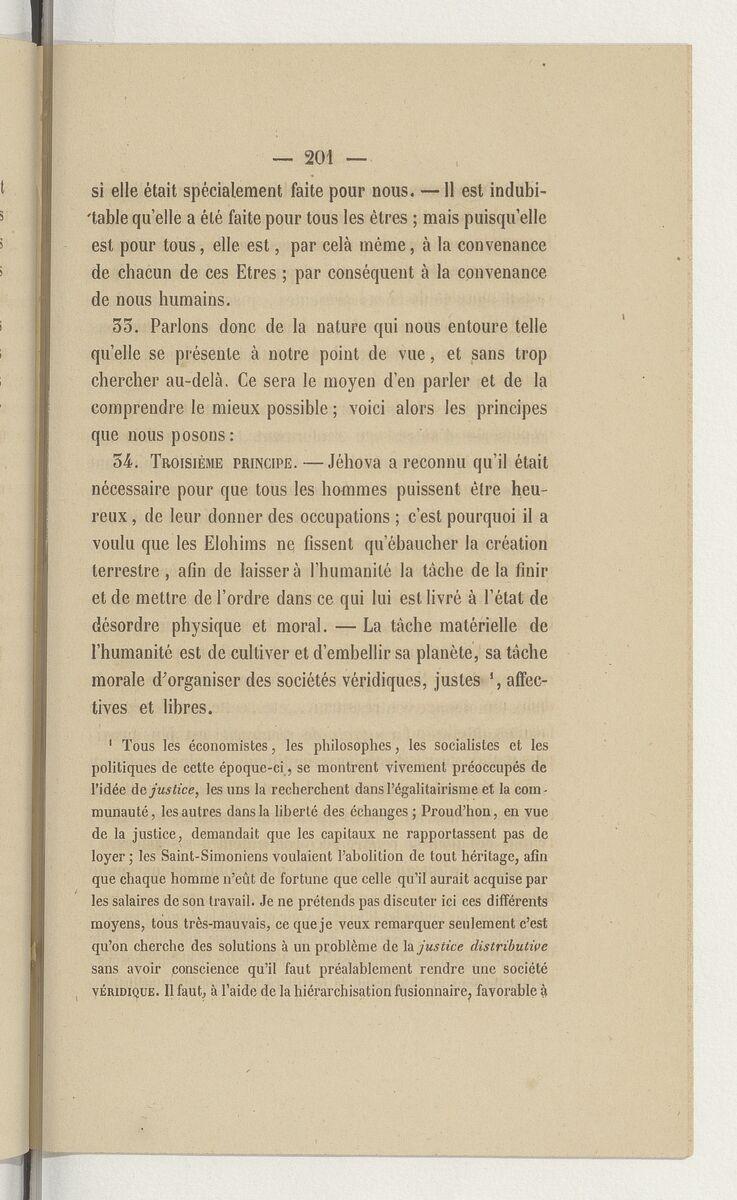 — 201 —
si elle était spécialement faite pour nous. — Il est indubi-
table qu'elle a été faite pour tous les êtres ; mais puisqu'elle
est pour tous, elle est, par celà même, à la convenance
de chacun de ces Etres ; par conséquent à la convenance
de nous humains.
33. Parlons donc de la nature qui nous entoure telle
qu'elle se présente à notre point de vue, et sans trop
chercher au-delà. Ce sera le moyen d'en parler et de la
comprendre le mieux possible ; voici alors les principes
que nous posons :
34. TROISIÈME PRINCIPE. — Jéhova a reconnu qu'il était
nécessaire pour que tous les hommes puissent être heu-
reux, de leur donner des occupations ; c'est pourquoi il a
voulu que les Elohims ne fissent qu'ébaucher la création
terrestre, afin de laisser à l'humanité la tâche de la finir
et de mettre de l'ordre dans ce qui lui est livré à l'état de
désordre physique et moral. — La tâche matérielle de
l'humanité est de cultiver et d'embellir sa planète, sa tâche
morale d'organiser des sociétés véridiques, justes ¹, affec-
tives et libres.
¹ Tous les économistes, les philosophes, les socialistes et les
politiques de cette époque-ci, se montrent vivement préoccupés de
l'idée de justice, les uns la recherchent dans l'égalitairisme et la com-
munauté, les autres dans la liberté des échanges ; Proud'hon, en vue
de la justice, demandait que les capitaux ne rapportassent pas de
loyer ; les Saint-Simoniens voulaient l'abolition de tout héritage, afin
que chaque homme n'eût de fortune que celle qu'il aurait acquise par
les salaires de son travail. Je ne prétends pas discuter ici ces différents
moyens, tous très-mauvais, ce que je veux remarquer seulement c'est
qu'on cherche des solutions à un problème de la justice distributive
sans avoir conscience qu'il faut préalablement rendre une société
VÉRIDIQUE. Il faut, à l'aide de la hiérarchisation fusionnaire, favorable à